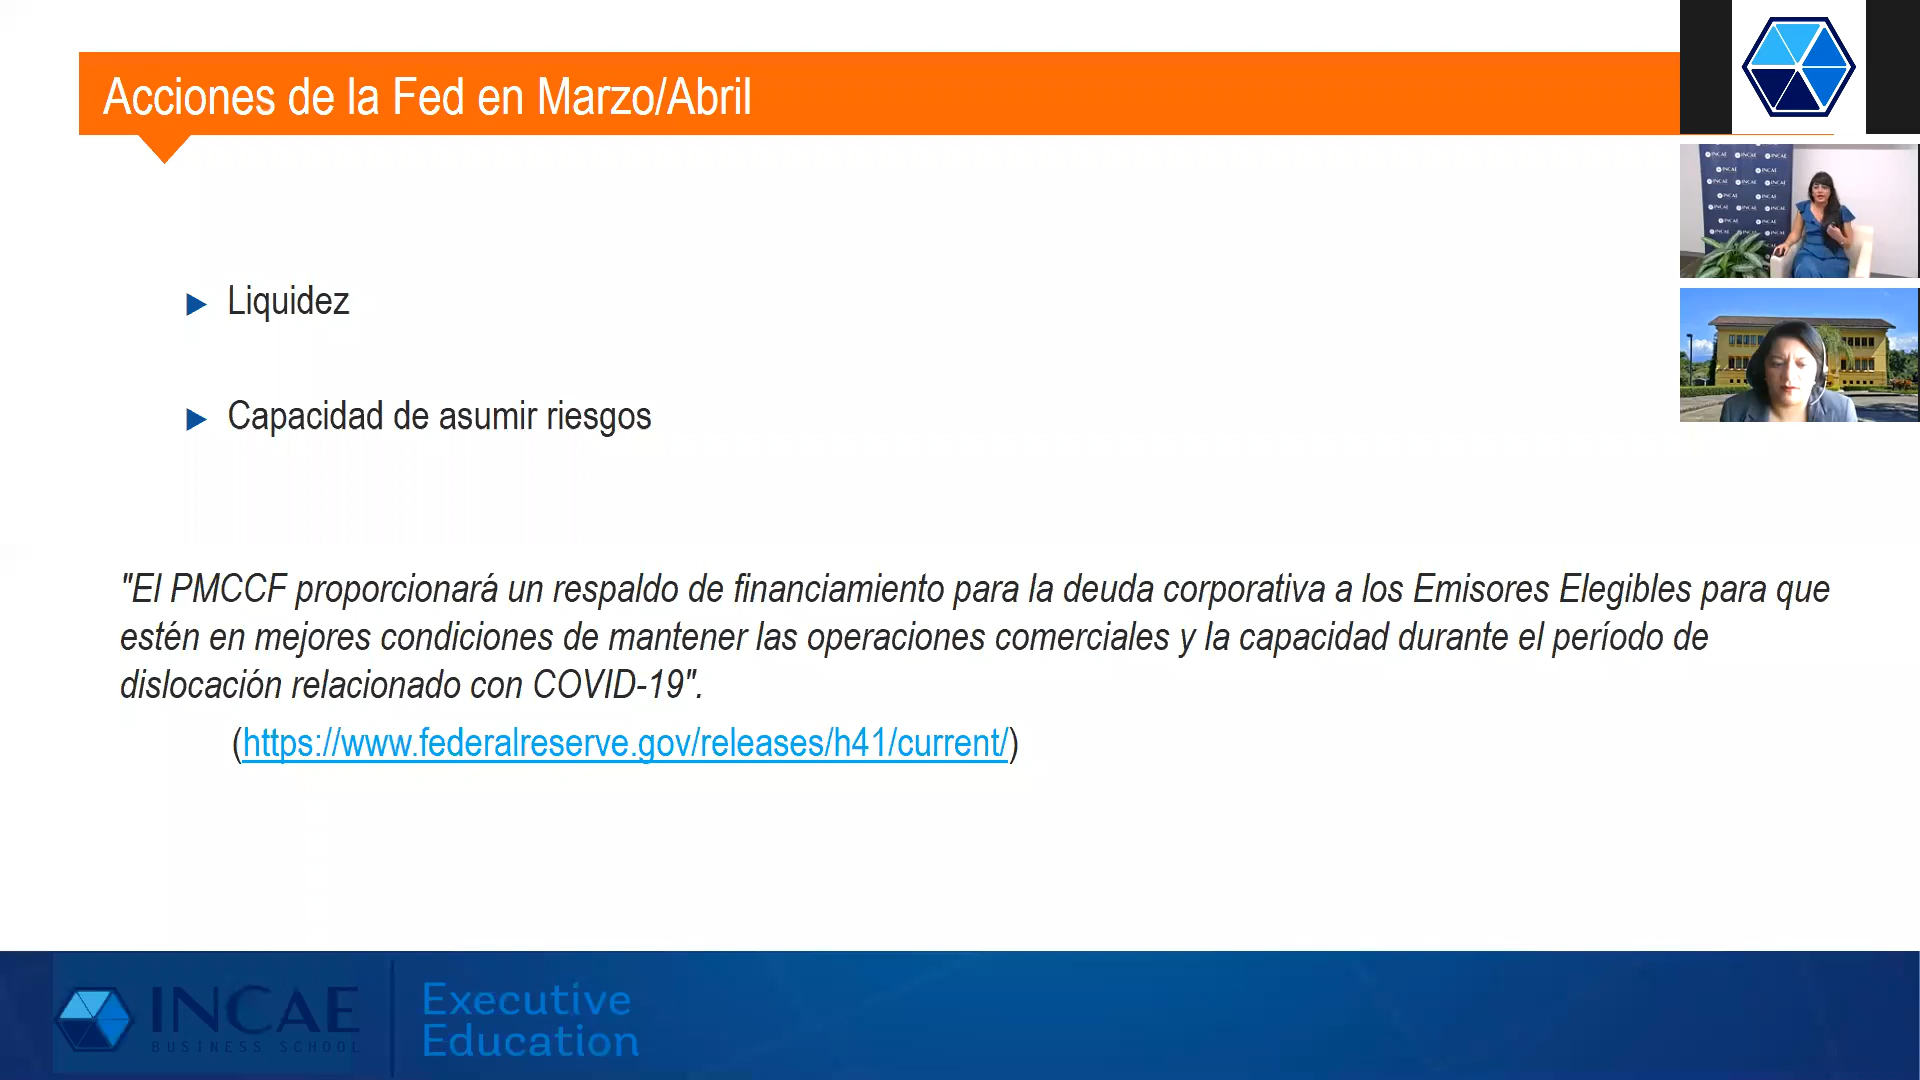 Acciones de la Fed en Marzo/Abril
Liquidez
Capacidad de asumir riesgos
"El PMCCF proporcionará un respaldo de financiamiento para la deuda corporativa a los Emisores Elegibles para que
estén en mejores condiciones de mantener las operaciones comerciales y la capacidad durante el período de
dislocación relacionado con COVID-19".
(https://www.federalreserve.gov/releases/h41/current/)
INCAE
BUSINESS SCHOOL
Executive
Education